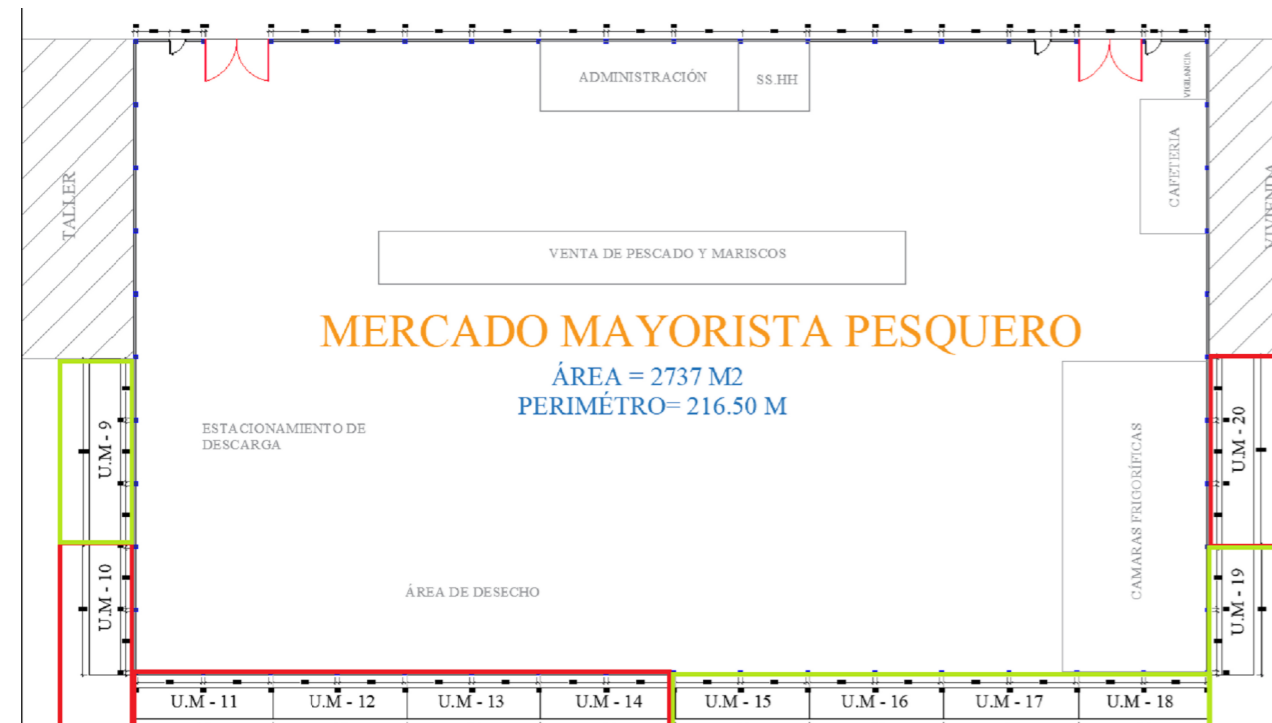 ADMINISTRACIÓN
SS.HH
VIGILANCIA
CAFETERIA
TALLER
VIVIENDA
VENTA DE PESCADO Y MARISCOS
MERCADO MAYORISTA PESQUERO
ÁREA = 2737 M2
PERIMÉTRO= 216.50 M
ESTACIONAMIENTO DE
DESCARGA
CAMARAS FRIGORÍFICAS
ÁREA DE DESECHO
U.M - 9
U.M - 10
U.M - 20
U.M - 19
U.M - 11
U.M - 12
U.M - 13
U.M - 14
U.M - 15
U.M - 16
U.M - 17
U.M - 18